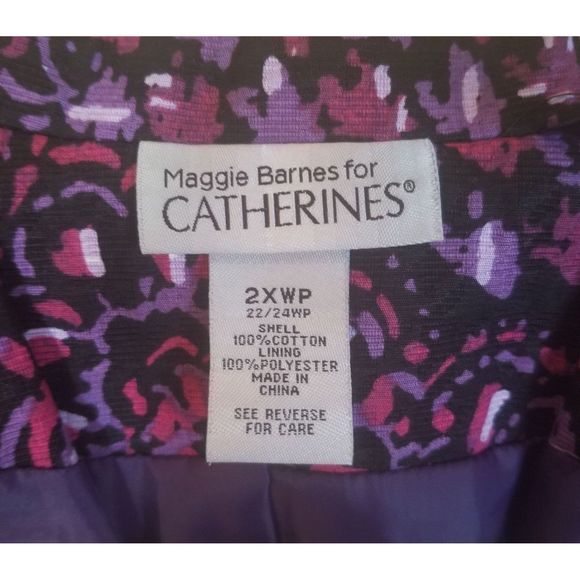 Maggie Barnes for
CATHERINES®
2XWP
22/24WP
SHELL
100%COTTON
LINING
100%POLYESTER
MADE IN
CHINA
SEE REVERSE
FOR CARE